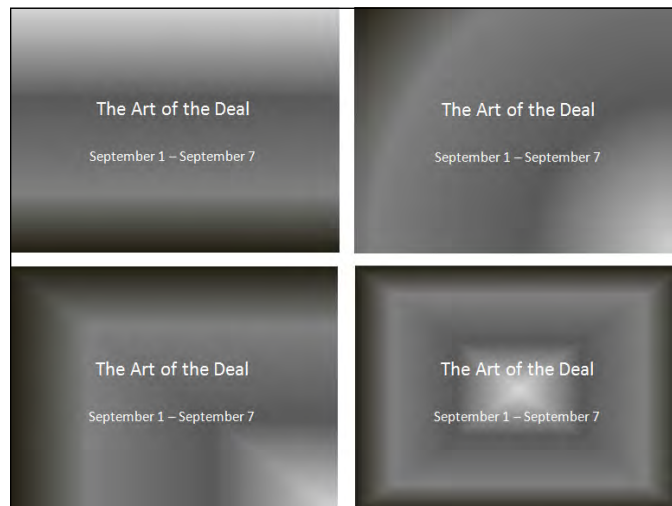 The Art of the Deal
September 1 – September 7
The Art of the Deal
September 1 – September 7
The Art of the Deal
September 1 – September 7
The Art of the Deal
September 1 – September 7